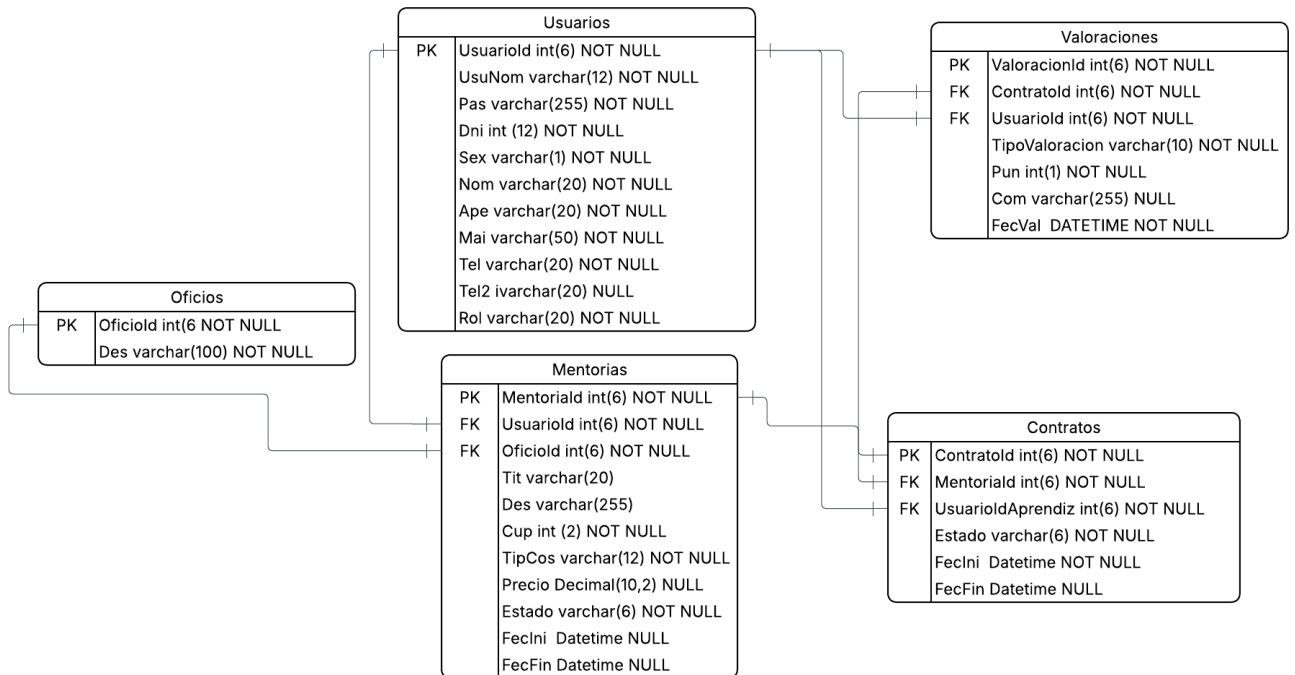 Usuarios
PK UsuarioId int(6) NOT NULL
UsuNom varchar(12) NOT NULL
Pas varchar(255) NOT NULL
Dni int (12) NOT NULL
Sex varchar(1) NOT NULL
Nom varchar(20) NOT NULL
Ape varchar(20) NOT NULL
Mai varchar(50) NOT NULL
Tel varchar(20) NOT NULL
Tel2 ivarchar(20) NULL
Rol varchar(20) NOT NULL
Valoraciones
PK ValoracionId int(6) NOT NULL
FK ContratoId int(6) NOT NULL
FK UsuarioId int(6) NOT NULL
TipoValoracion varchar(10) NOT NULL
Pun int(1) NOT NULL
Com varchar(255) NULL
FecVal  DATETIME NOT NULL
Oficios
PK OficioId int(6 NOT NULL
Des varchar(100) NOT NULL
Mentorias
PK MentoriaId int(6) NOT NULL
FK UsuarioId int(6) NOT NULL
FK OficioId int(6) NOT NULL
Tit varchar(20)
Des varchar(255)
Cup int (2) NOT NULL
TipCos varchar(12) NOT NULL
Precio Decimal(10,2) NULL
Estado varchar(6) NOT NULL
FecIni  Datetime NULL
FecFin Datetime NULL
Contratos
PK ContratoId int(6) NOT NULL
FK MentoriaId int(6) NOT NULL
FK UsuarioIdAprendiz int(6) NOT NULL
Estado varchar(6) NOT NULL
FecIni  Datetime NOT NULL
FecFin Datetime NULL